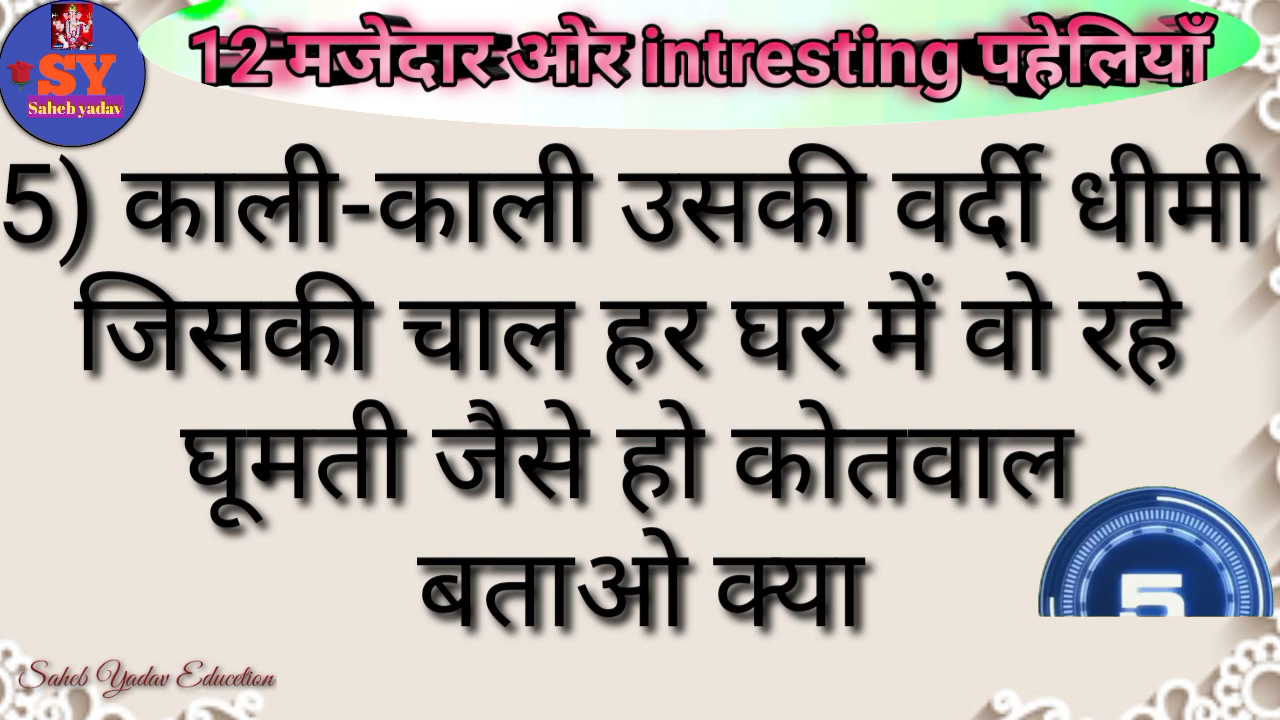 SY
Saheb yadav
12 मजेदार ओर intresting पहेलियाँ
5) काली-काली उसकी वर्दी धीमी
जिसकी चाल हर घर में वो रहे
घूमती जैसे हो कोतवाल
बताओ क्या
5
Saheb Yadav Educetion